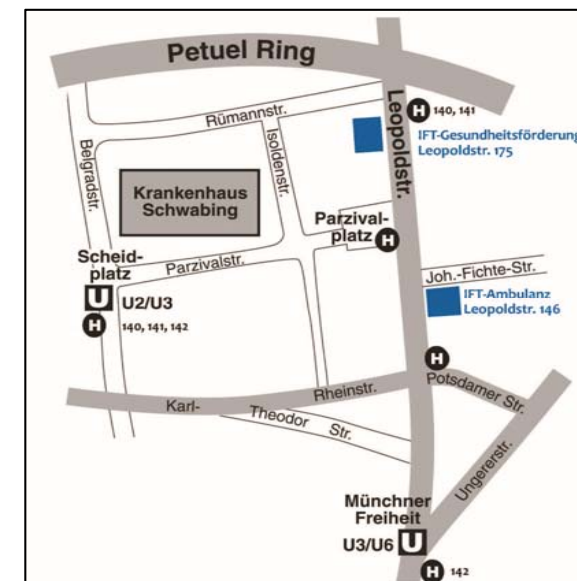 Petuel Ring
Leopoldstr.
H 140, 141
Rümannstr.
IFT-Gesundheitsförderung
Leopoldstr. 175
Belgradstr.
Isoldenstr.
Krankenhaus
Schwabing
Parzival-
platz H
Scheid-
platz
Parzivalstr.
Joh.-Fichte-Str.
U U2/U3
IFT-Ambulanz
Leopoldstr. 146
H 140, 141, 142
H
Potsdamer Str.
Rheinstr.
Karl-
Theodor Str.
Ungererstr.
Münchner
Freiheit
U3/U6 U
H 142